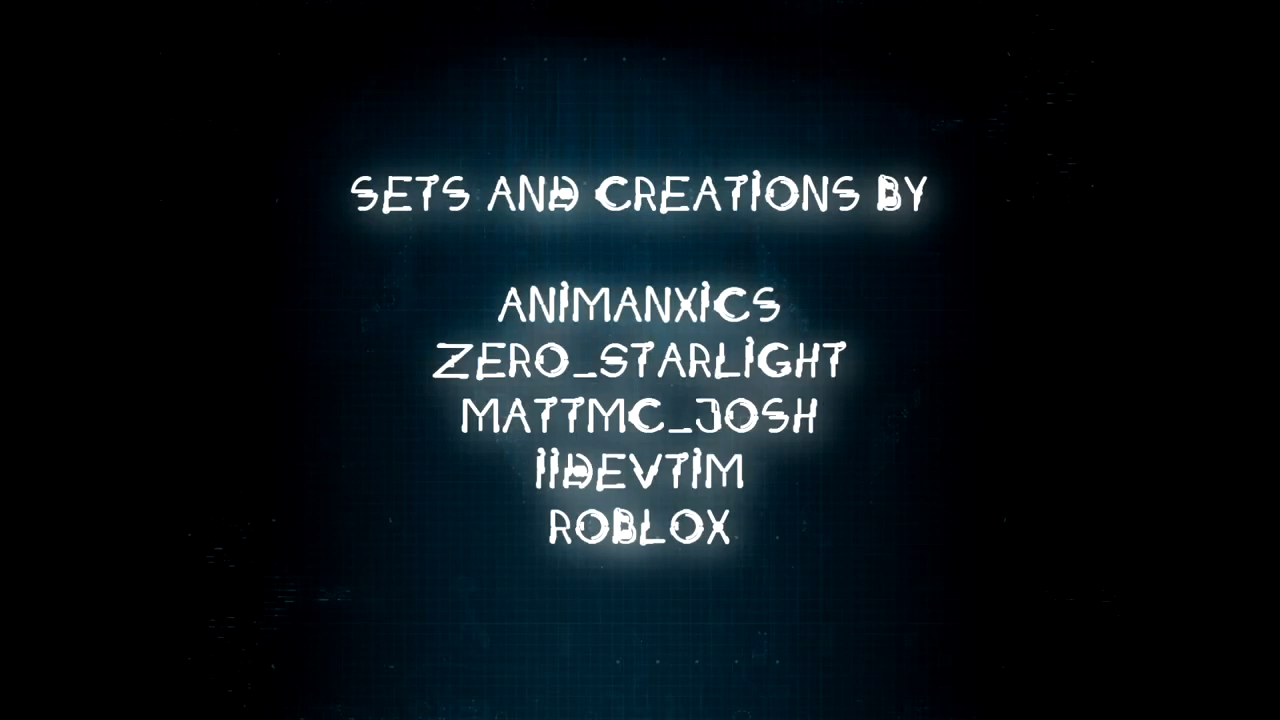 SETS AND CREATIONS BY
ANIMANXICS
ZERO_STARLIGHT
MATTMC_JOSH
IIDEVTIM
ROBLOX